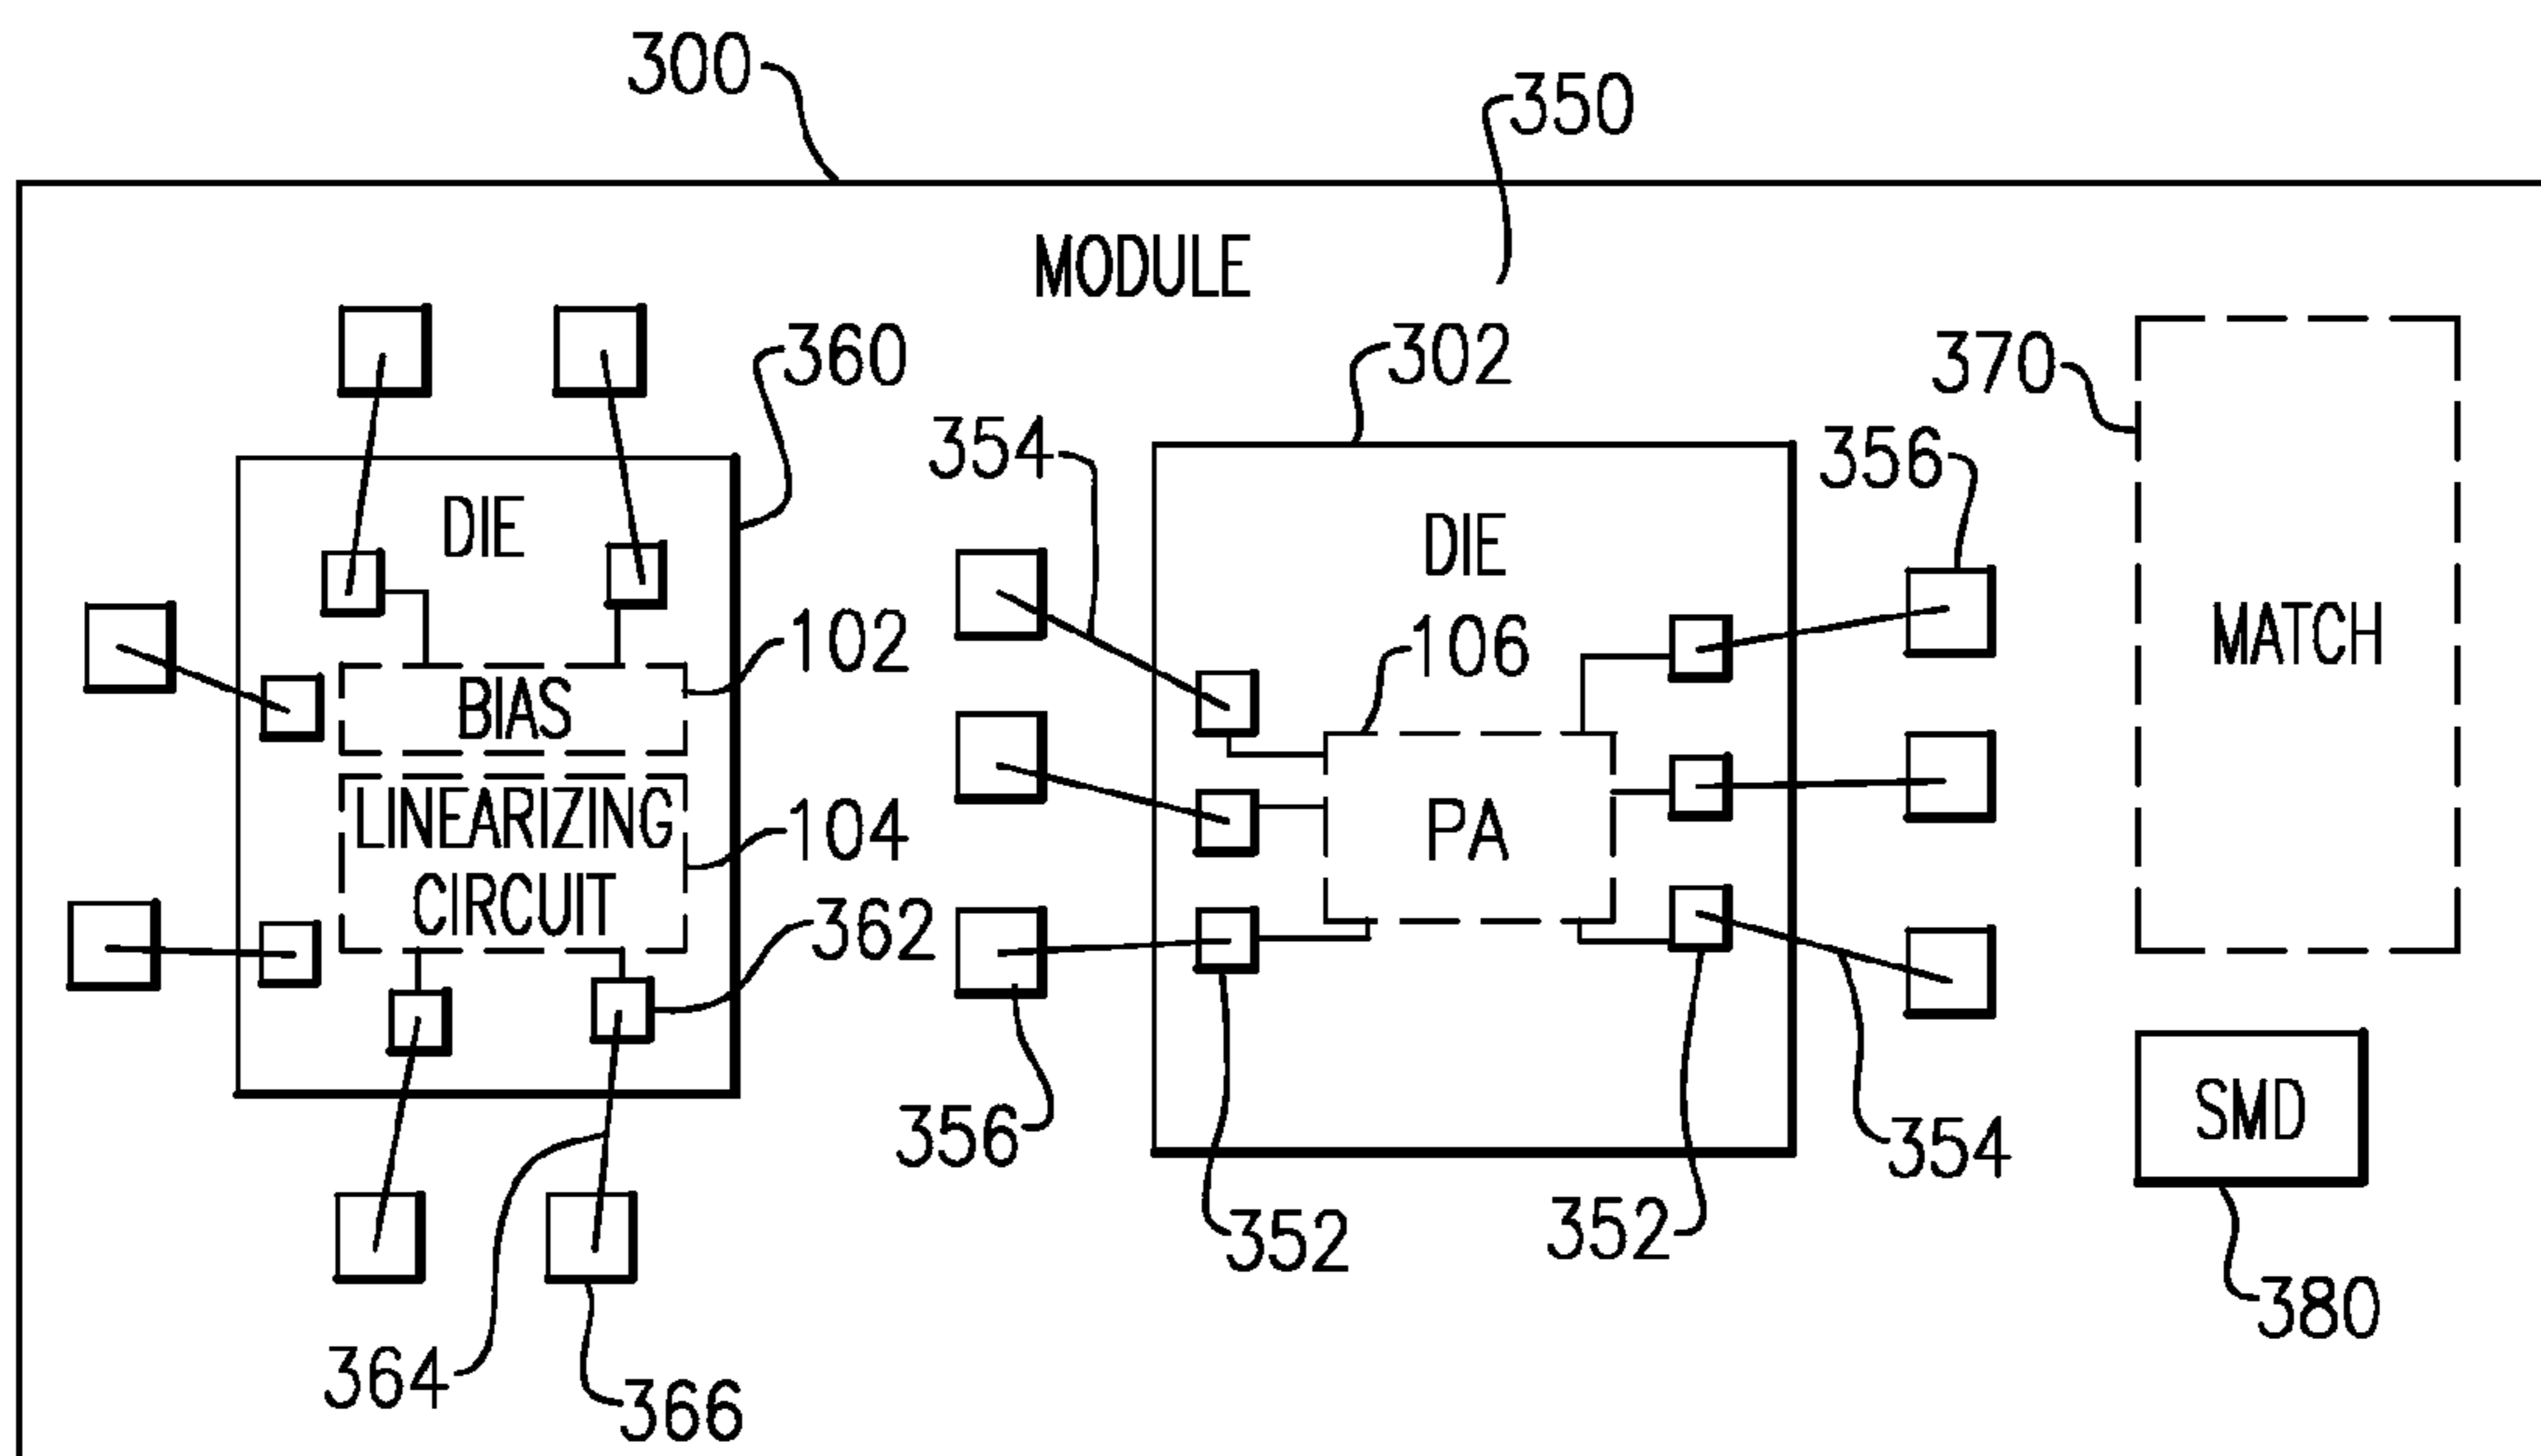 300
350
MODULE
360
302
370
354
356
DIE
DIE
102
106
MATCH
BIAS
LINEARIZING
CIRCUIT
104
PA
362
356
SMD
354
352
352
380
364
366